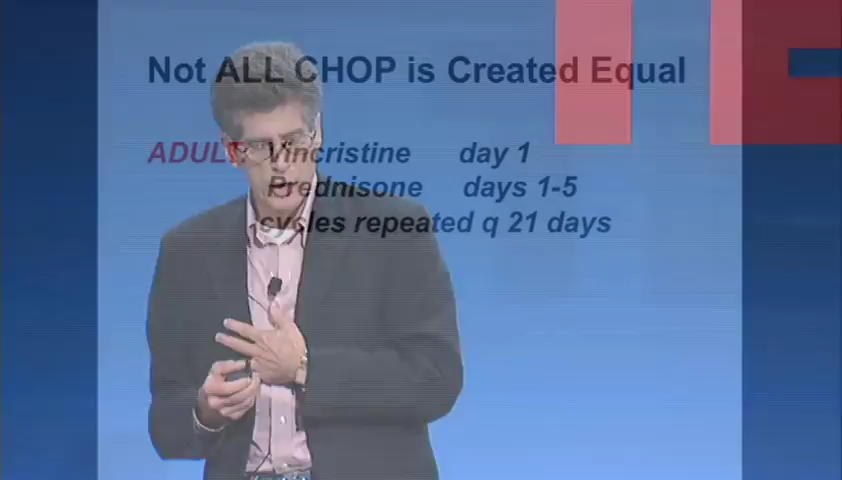 Not ALL CHOP is Created Equal
ADULT: Vincristine day 1
Prednisone days 1-5
cycles repeated q 21 days